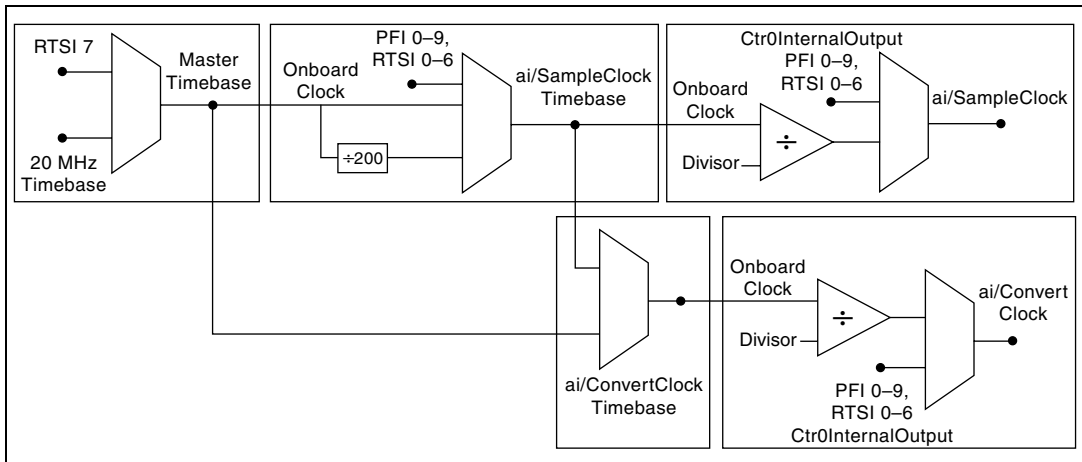 RTSI 7
Master
Timebase
20 MHz
Timebase
Onboard
Clock
PFI 0–9,
RTSI 0–6
÷200
ai/SampleClock
Timebase
Onboard
Clock
Divisor
÷
Ctr0InternalOutput
PFI 0–9,
RTSI 0–6
ai/SampleClock
ai/ConvertClock
Timebase
Onboard
Clock
Divisor
÷
ai/Convert
Clock
PFI 0–9,
RTSI 0–6
Ctr0InternalOutput